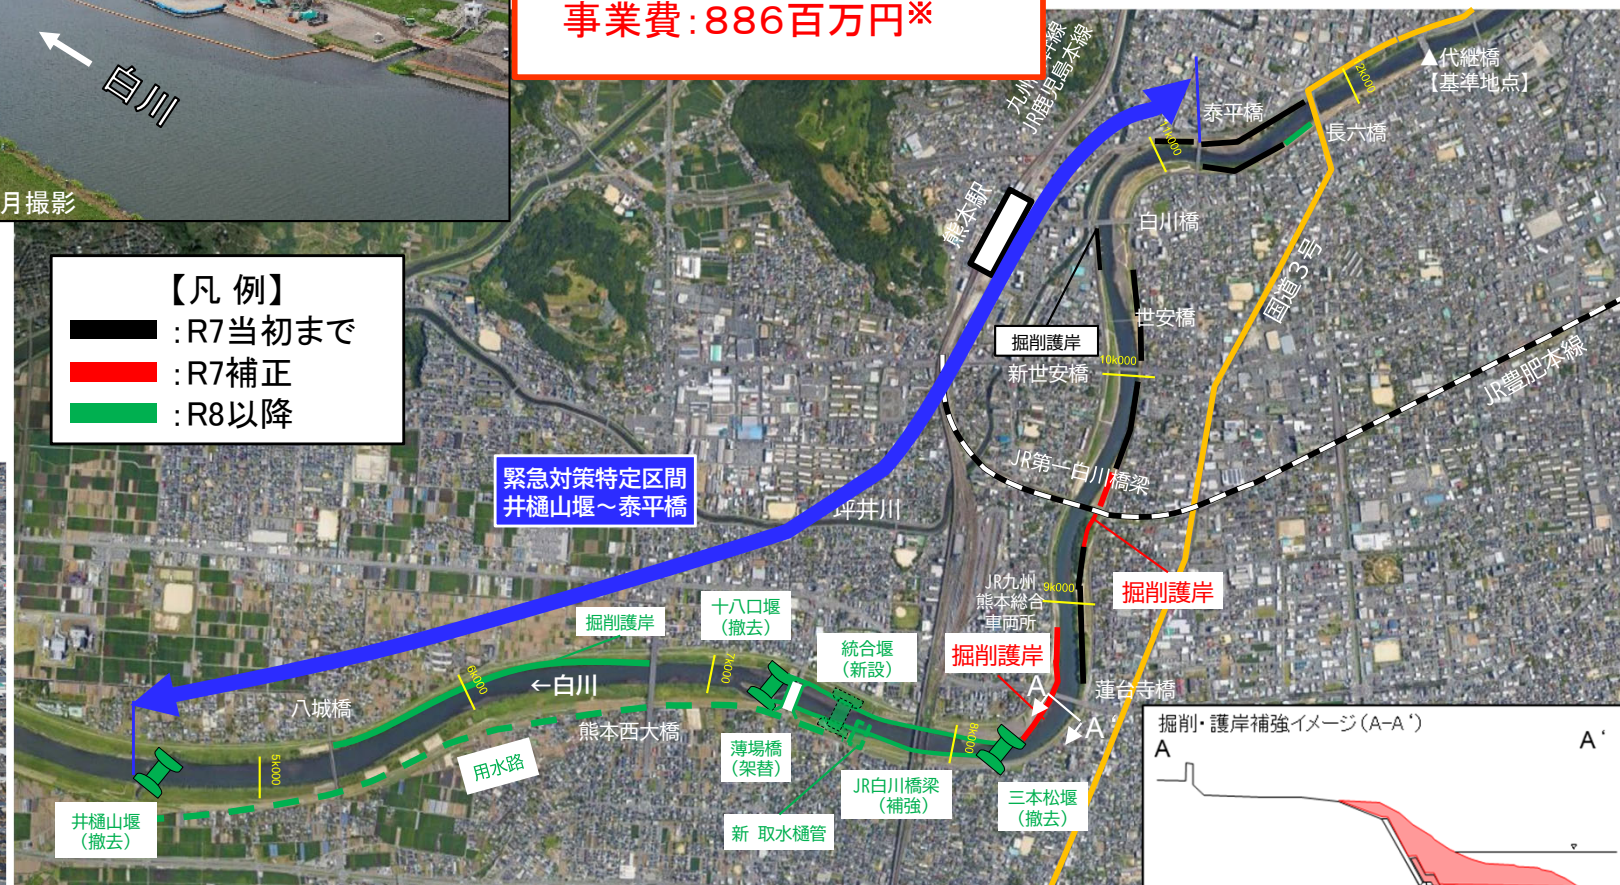 事業費：886百万円※
白川
月撮影
九州新幹線
JR鹿児島本線
▲代継橋
【基準地点】
12k000
泰平橋
長六橋
11k000
白川橋
熊本駅
国道3号
世安橋
掘削護岸
10k000
新世安橋
JR豊肥本線
【凡 例】
：R7当初まで
：R7補正
：R8以降
緊急対策特定区間
井樋山堰～泰平橋
JR第一白川橋梁
坪井川
JR九州
熊本総合
車両所
9k000
掘削護岸
掘削護岸
十八口堰
（撤去）
掘削護岸
統合堰
（新設）
7k000
6k000
←白川
八城橋
熊本西大橋
A
A‘
蓮台寺橋
薄場橋
（架替）
8k000
用水路
5k000
JR白川橋梁
（補強）
三本松堰
（撤去）
井樋山堰
（撤去）
新 取水樋管
掘削・護岸補強イメージ（A-A‘）
A
A‘